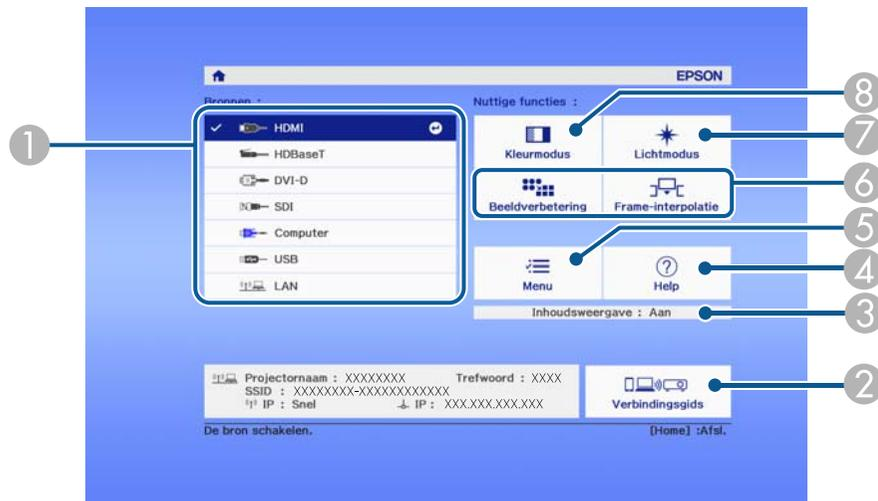 EPSON
Bronnen :
Nuttige functies :
HDMI
HDBaseT
DVI-D
SDI
Computer
USB
LAN
Kleurmodus
Lichtmodus
Beeldverbetering
Frame-interpolatie
Menu
Help
Inhoudsweergave : Aan
Projectornaam : XXXXXXXX Trefwoord : XXXX
SSID : XXXXXXXX-XXXXXXXXXXXX
IP : Snel IP : XXX.XXX.XXX.XXX
Verbindingsgids
De bron schakelen. [Home] :Afsl.
1
8
7
6
5
4
3
2